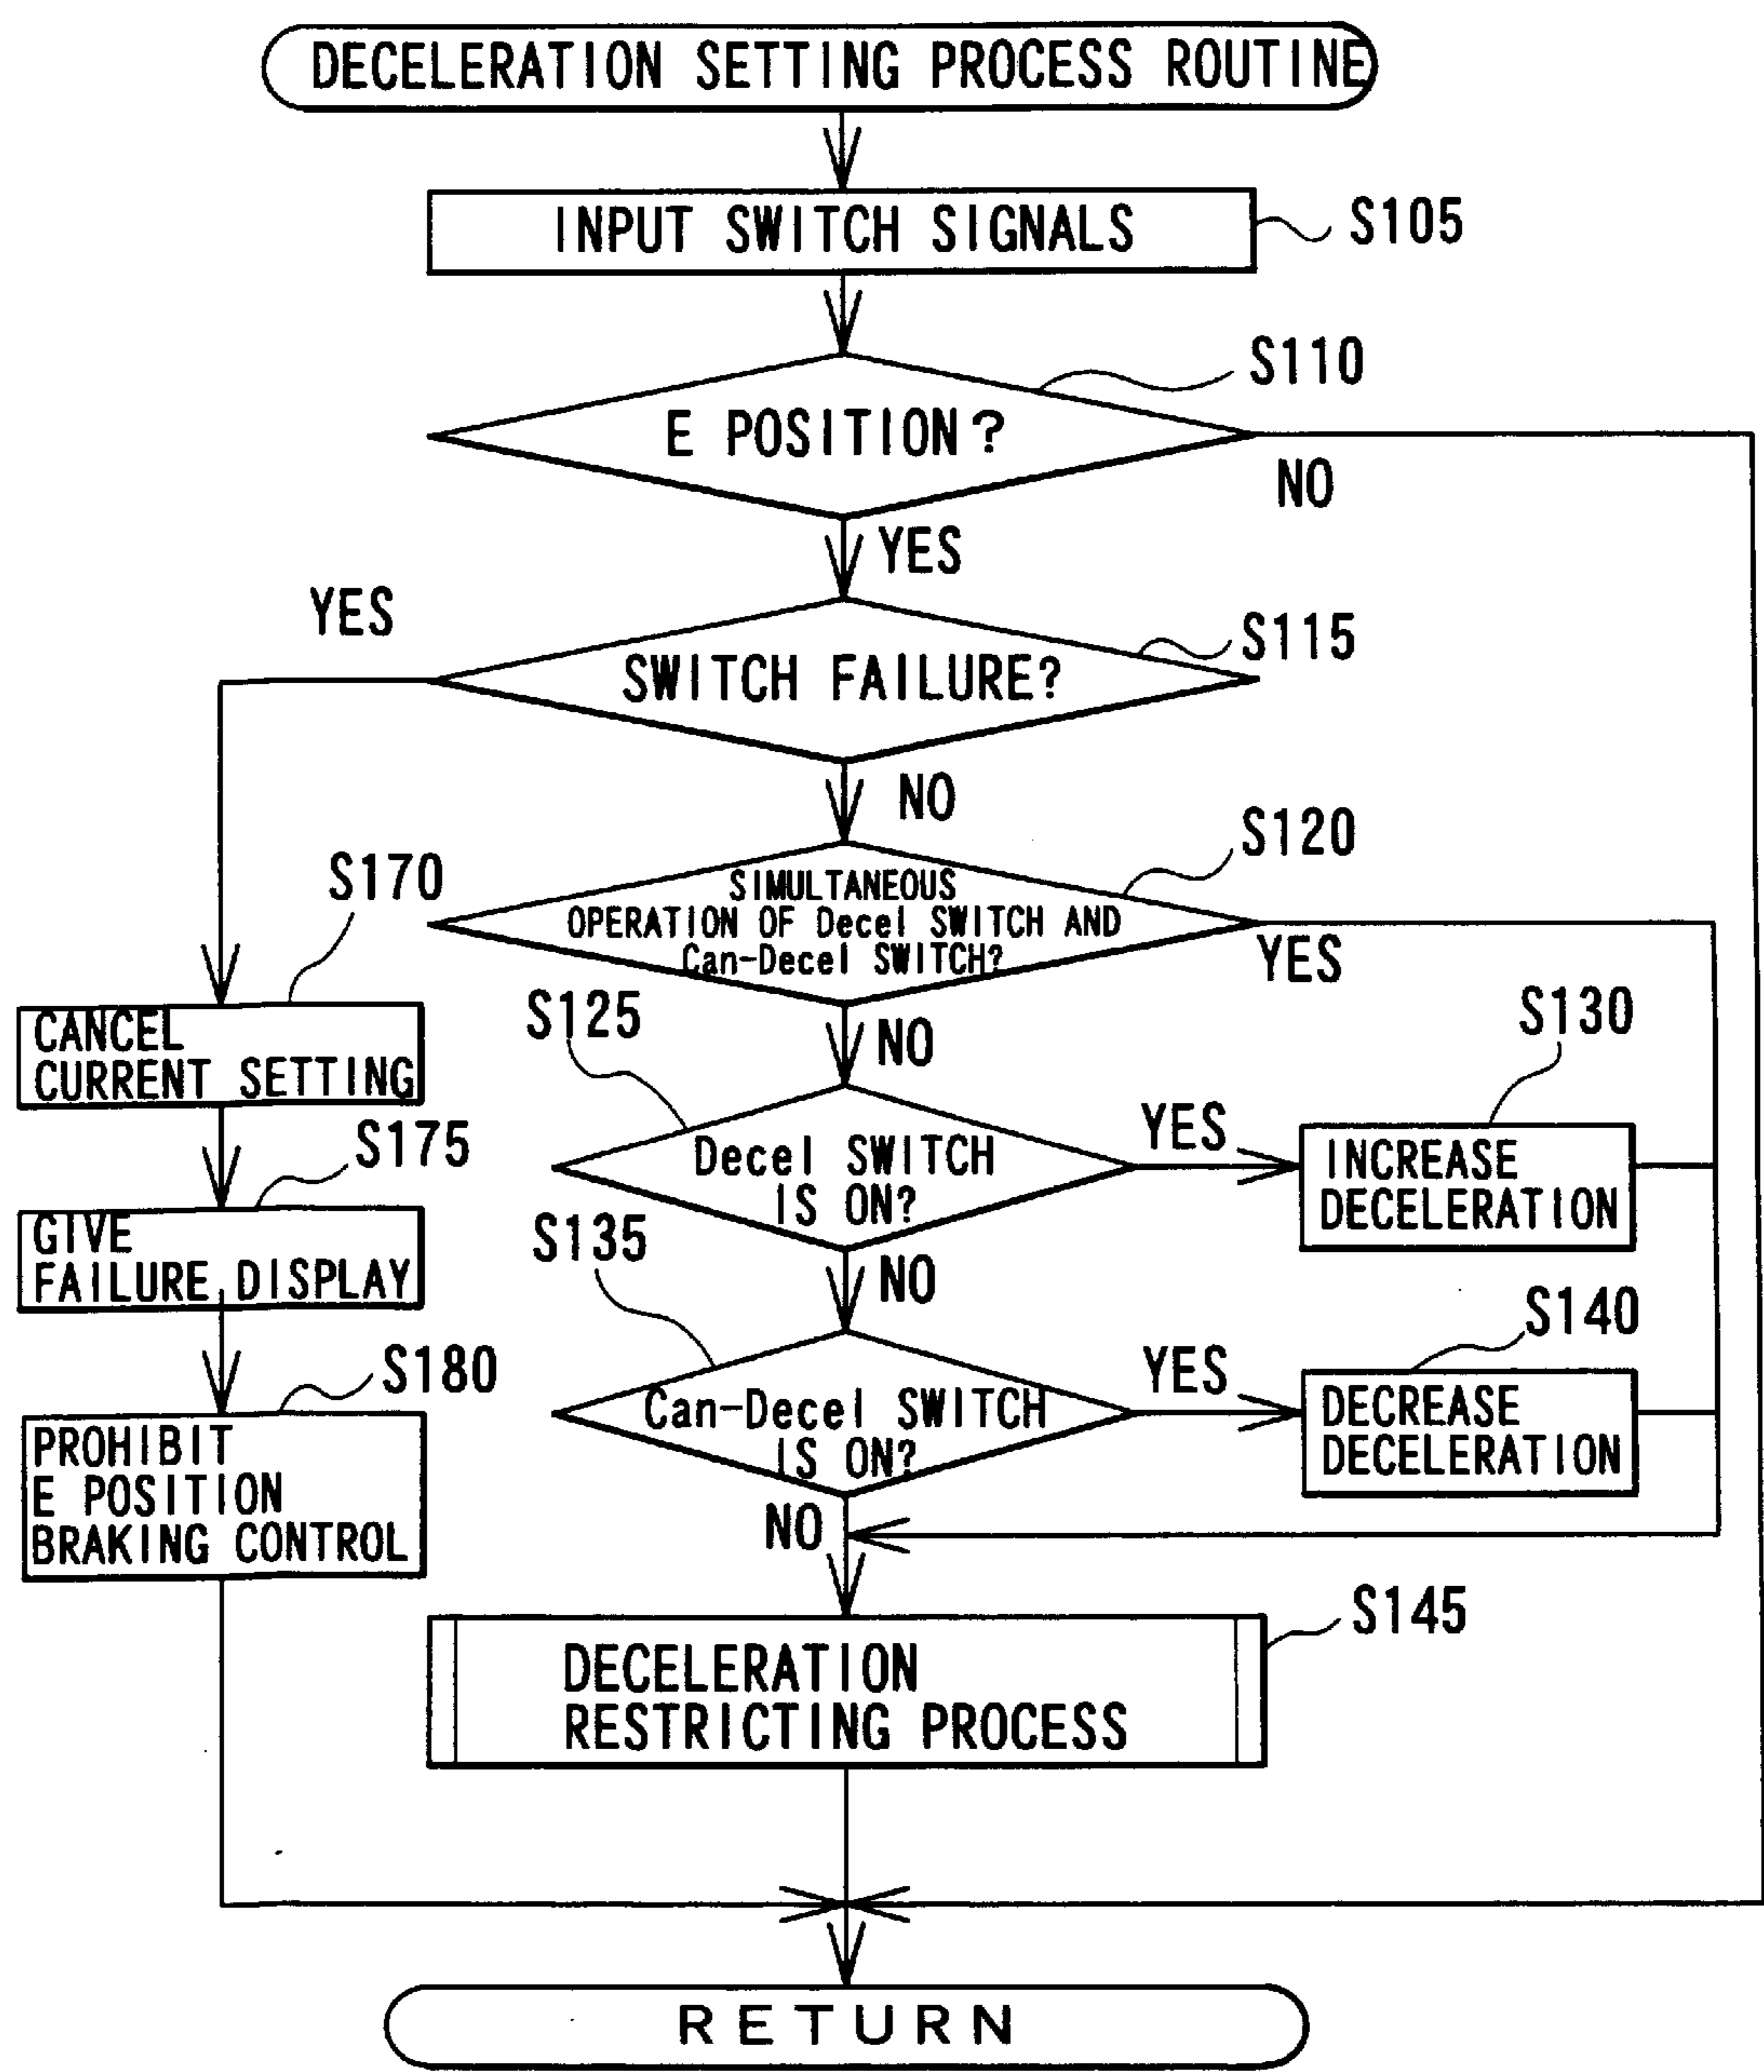 DECELERATION SETTING PROCESS ROUTINE
INPUT SWITCH SIGNALS
S105
S110
E POSITION?
NO
YES
YES
S115
SWITCH FAILURE?
NO
S120
S170
SIMULTANEOUS
OPERATION OF Decel SWITCH AND
Can-Decel SWITCH?
YES
S125
NO
S130
CANCEL
CURRENT SETTING
S175
YES
Decel SWITCH
IS ON?
INCREASE
DECELERATION
GIVE
FAILURE DISPLAY
S135
NO
S140
S180
YES
Can-Decel SWITCH
IS ON?
DECREASE
DECELERATION
PROHIBIT
E POSITION
BRAKING CONTROL
NO
S145
DECELERATION
RESTRICTING PROCESS
RETURN